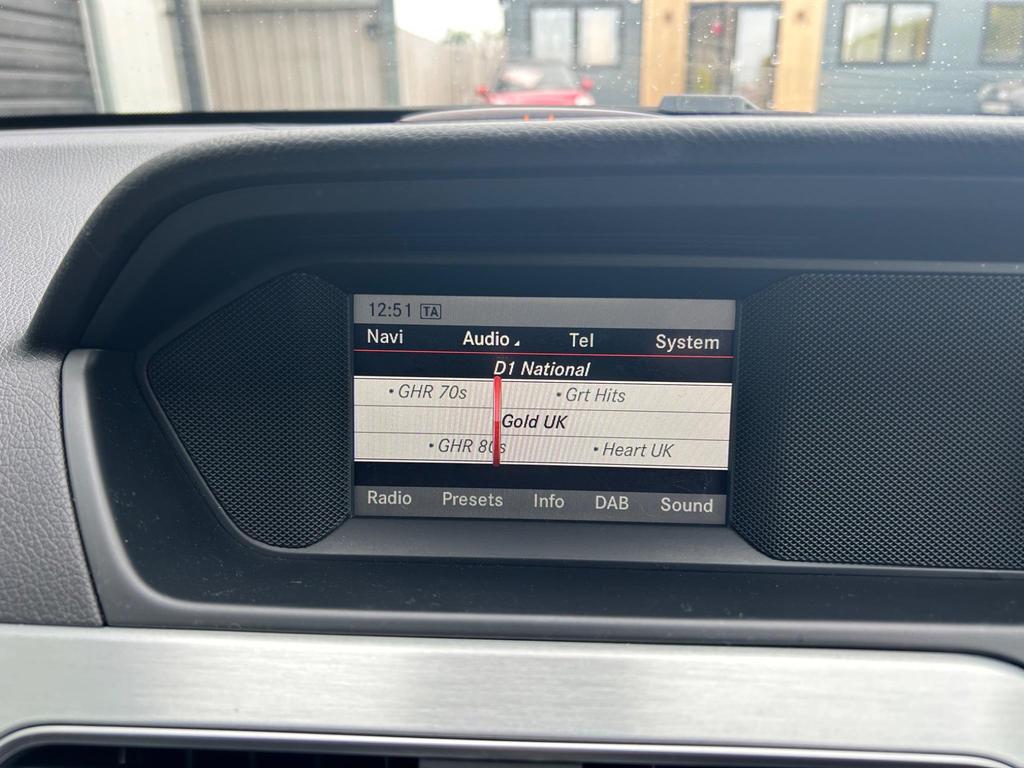 12:51 TA
Navi Audio Tel System
D1 National
• GHR 70s • Grt Hits
Gold UK
• GHR 80s • Heart UK
Radio Presets Info DAB Sound